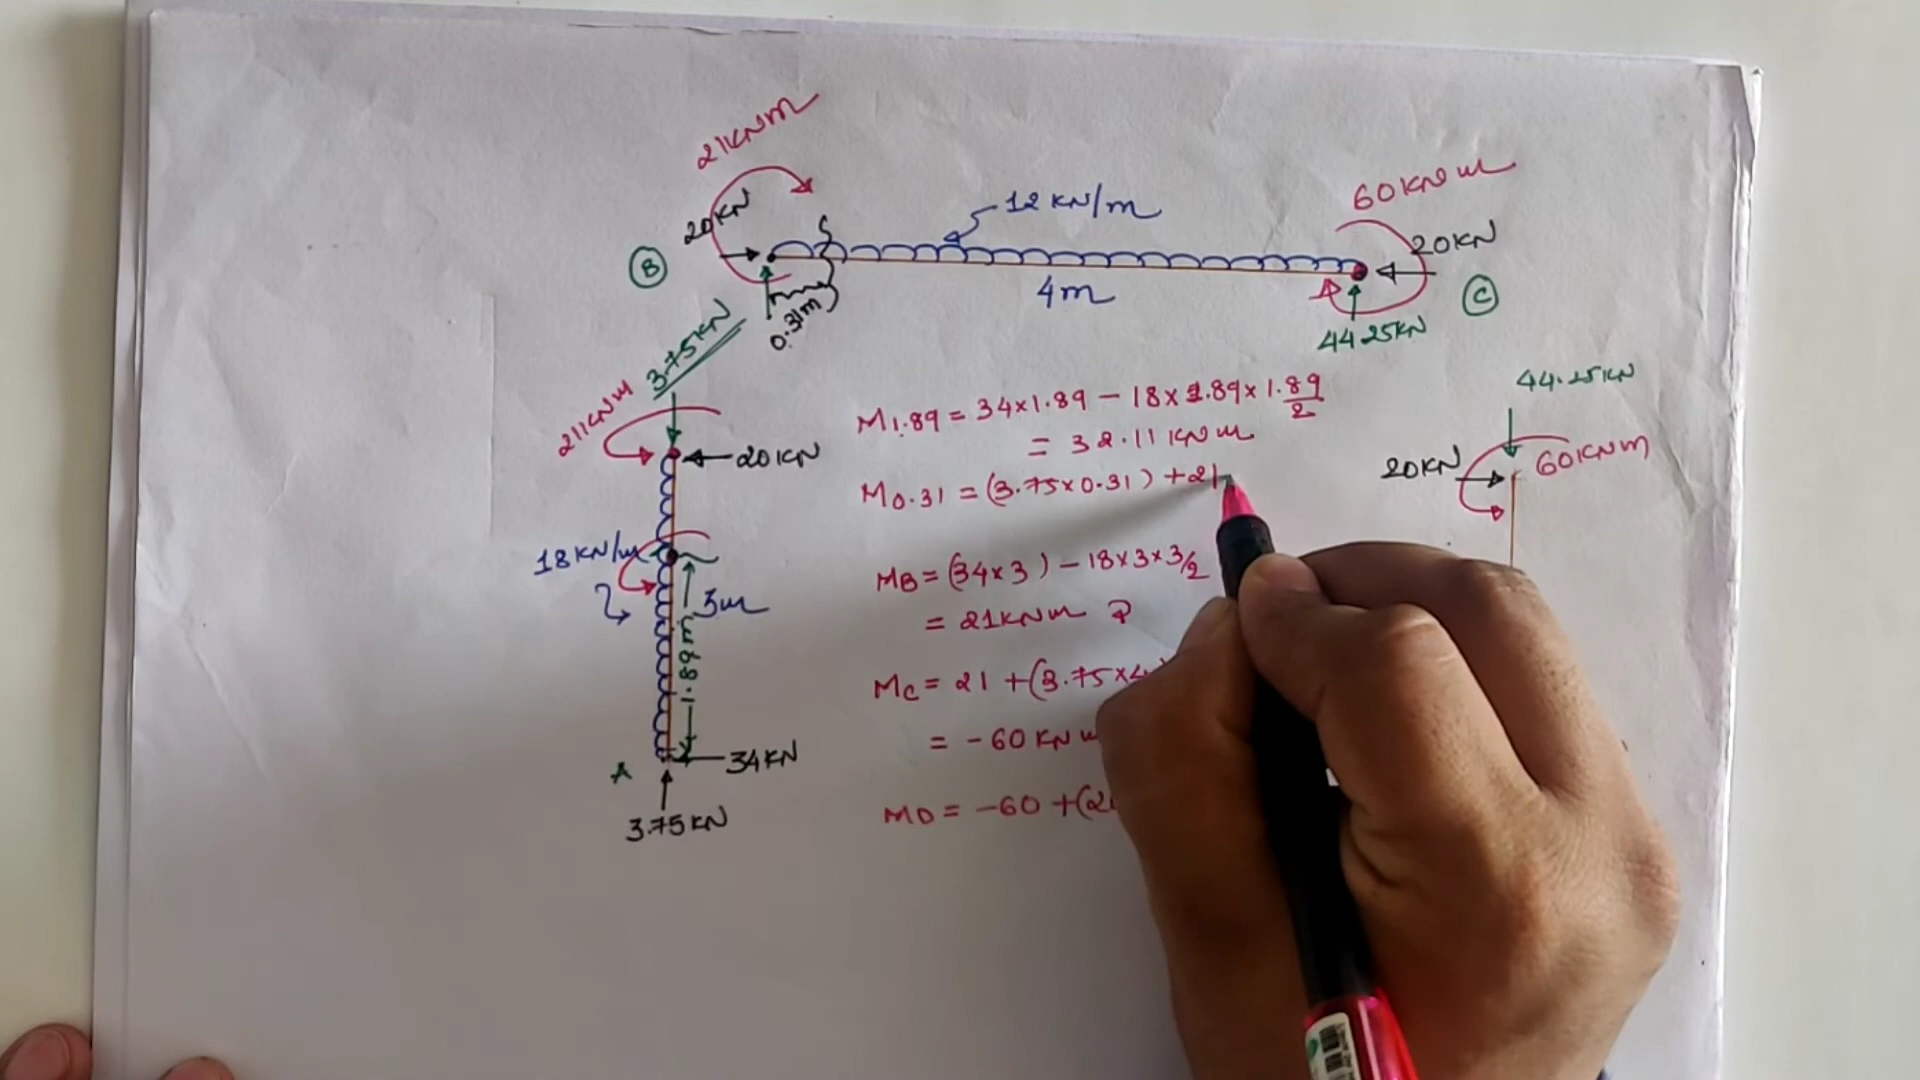 21KNm
20KN
12 KN/m
60KNm
20KN
B
4m
C
0.31m
3.75KN
44.25KN
44.25KN
21KNm
20KN
M1.89 = 34×1.89 - 18×1.89×1.89/2
= 32.11 KNm
20KN
60KNm
M0.31 = (3.75×0.31) +21
18KN/m
3m
MB = (34×3) - 18×3×3/2
= 21KNm
1.89m
MC = 21 +(3.75×4
= -60 KN
A
34KN
3.75KN
MD = -60 +(2